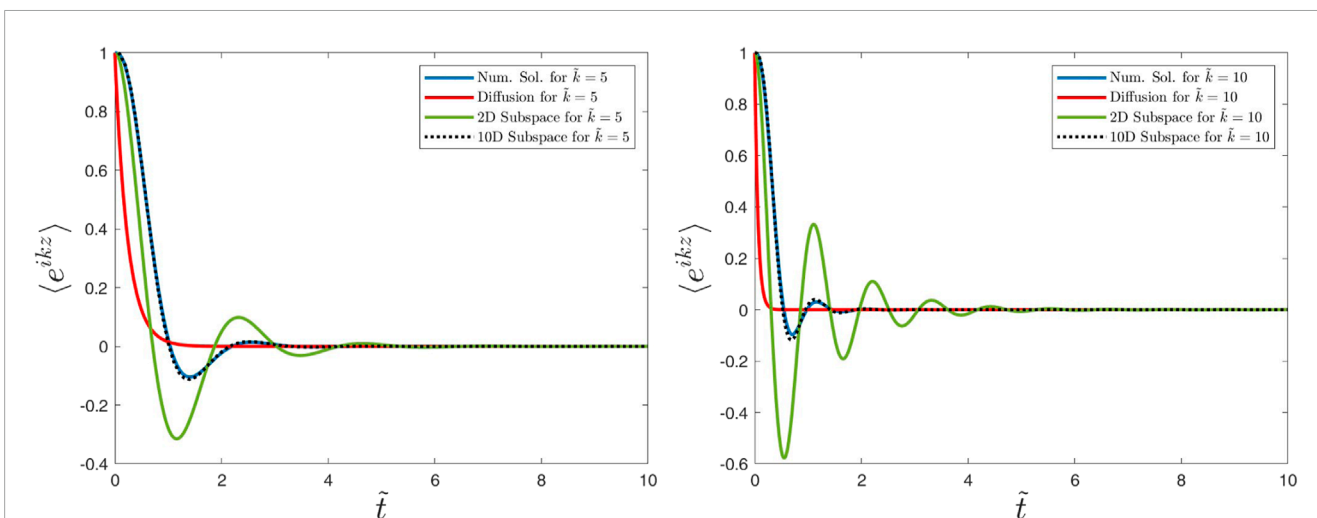 1
0.8
0.6
0.4
0.2
0
-0.2
-0.4
⟨e^{ikz}⟩
0 2 4 6 8 10
t̃
Num. Sol. for k̃ = 5
Diffusion for k̃ = 5
2D Subspace for k̃ = 5
10D Subspace for k̃ = 5
1
0.8
0.6
0.4
0.2
0
-0.2
-0.4
-0.6
⟨e^{ikz}⟩
0 2 4 6 8 10
t̃
Num. Sol. for k̃ = 10
Diffusion for k̃ = 10
2D Subspace for k̃ = 10
10D Subspace for k̃ = 10